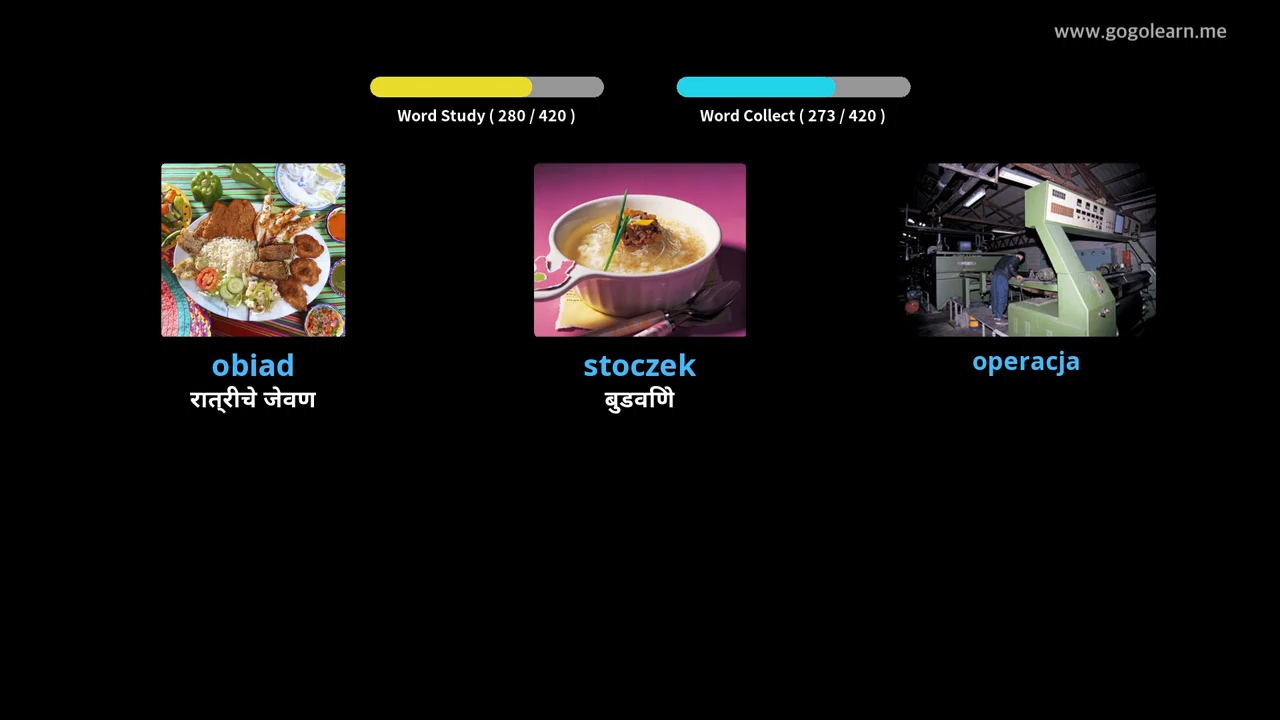 www.gogolearn.me
Word Study ( 280 / 420 )
Word Collect ( 273 / 420 )
obiad
रात्रीचे जेवण
stoczek
बुडवणेि
operacja